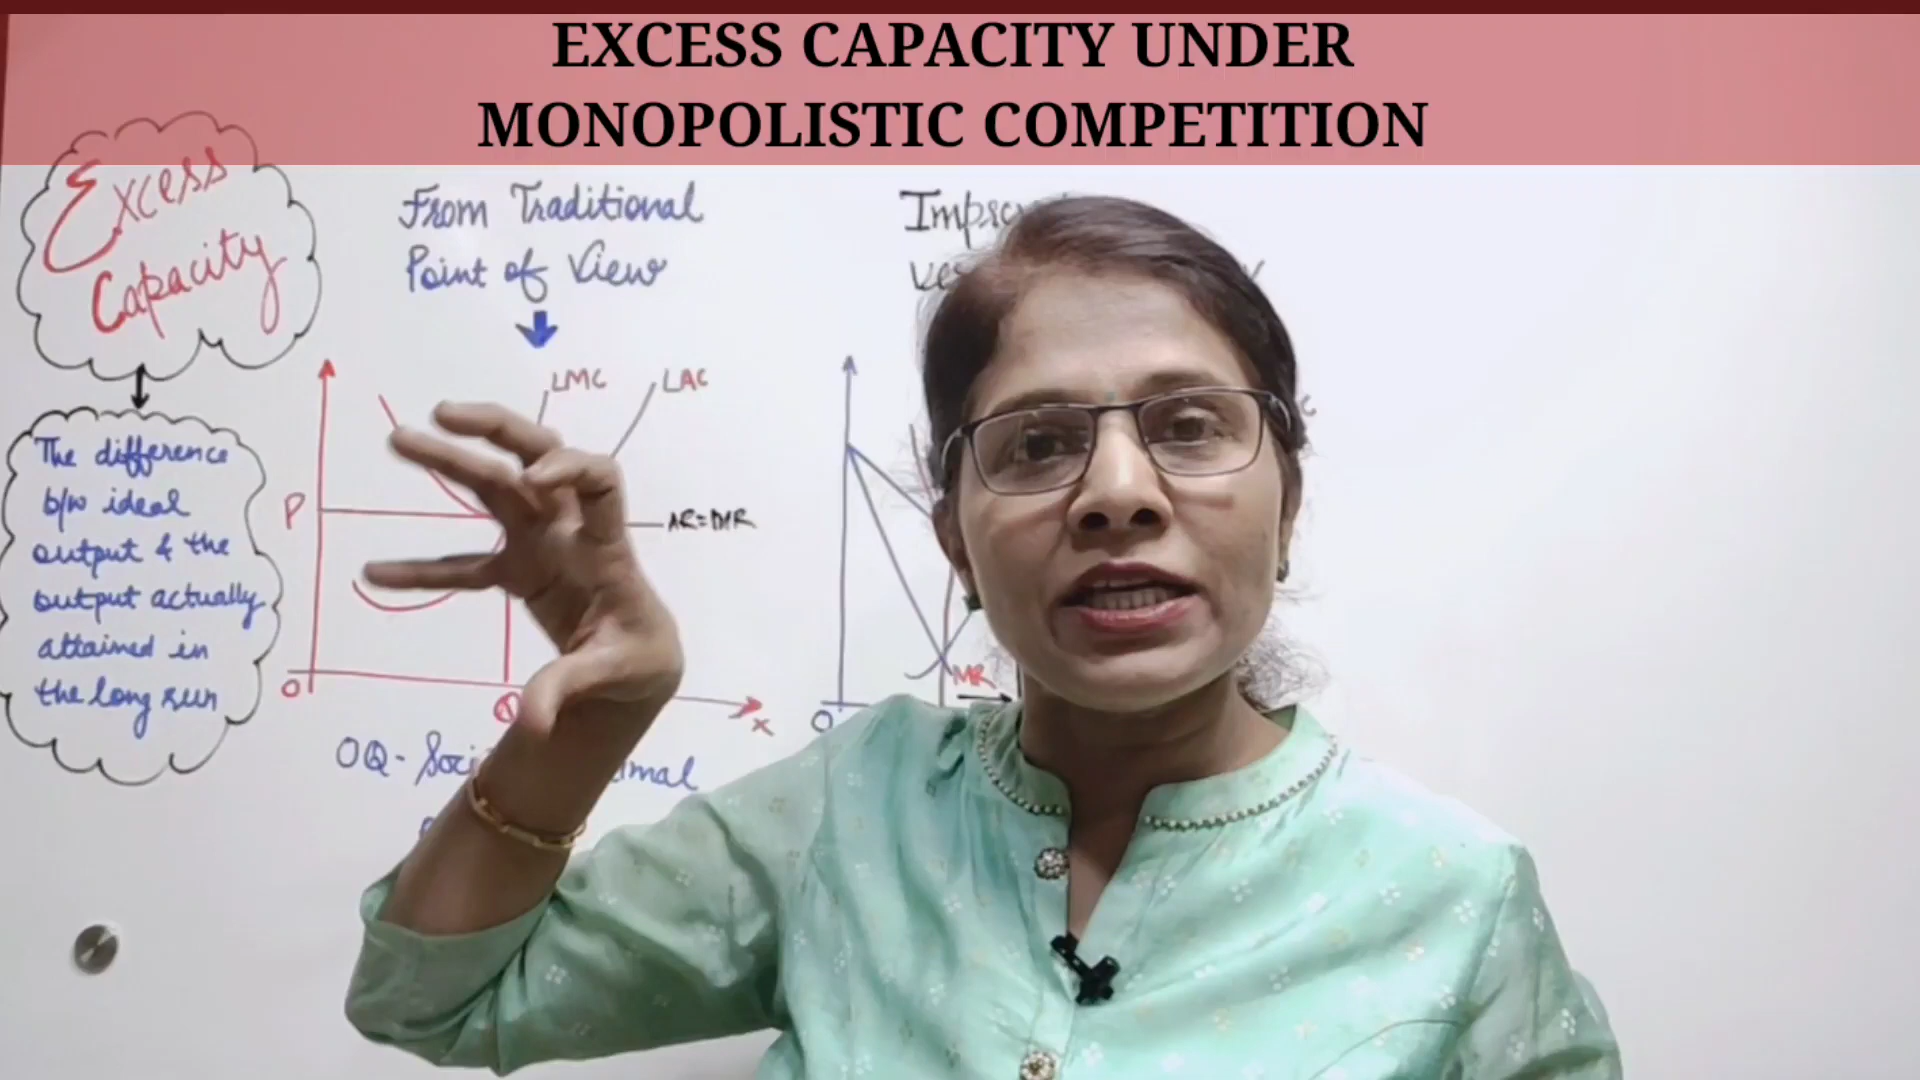 EXCESS CAPACITY UNDER
MONOPOLISTIC COMPETITION
Excess
Capacity
The difference
b/w ideal
output & the
output actually
attained in
the long run
From Traditional
Point of View
LMC
LAC
P
AR=MR
O
Q
X
OQ-
MR
O